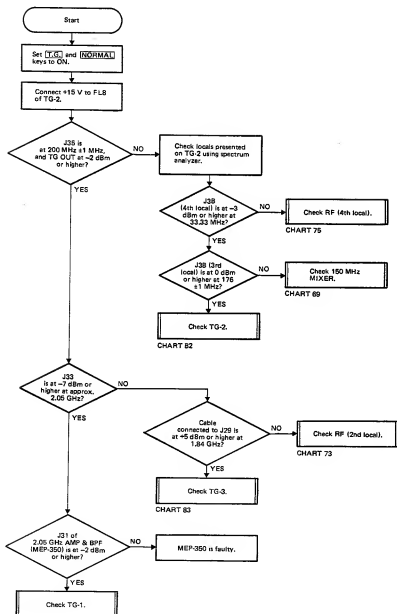 Start
Set T.G. and NORMAL
keys to ON.
Connect +15 V to FL8
of TG-2.
J35 is
at 200 MHz ±1 MHz,
and TG OUT at −2 dBm
or higher?
NO
Check locals presented
on TG-2 using spectrum
analyzer.
YES
J38
(4th local) is at −3
dBm or higher at
33.33 MHz?
NO
Check RF (4th local).
CHART 75
YES
J38 (3rd
local) is at 0 dBm
or higher at 176
±1 MHz?
NO
Check 150 MHz
MIXER.
CHART 69
YES
Check TG-2.
CHART 82
J33
is at −7 dBm or
higher at approx.
2.05 GHz?
NO
YES
Cable
connected to J29 is
at +5 dBm or higher at
1.84 GHz?
NO
Check RF (2nd local).
CHART 73
YES
Check TG-3.
CHART 83
J31 of
2.05 GHz AMP & BPF
(MEP-350) is at −2 dBm
or higher?
NO
MEP-350 is faulty.
YES
Check TG-1.